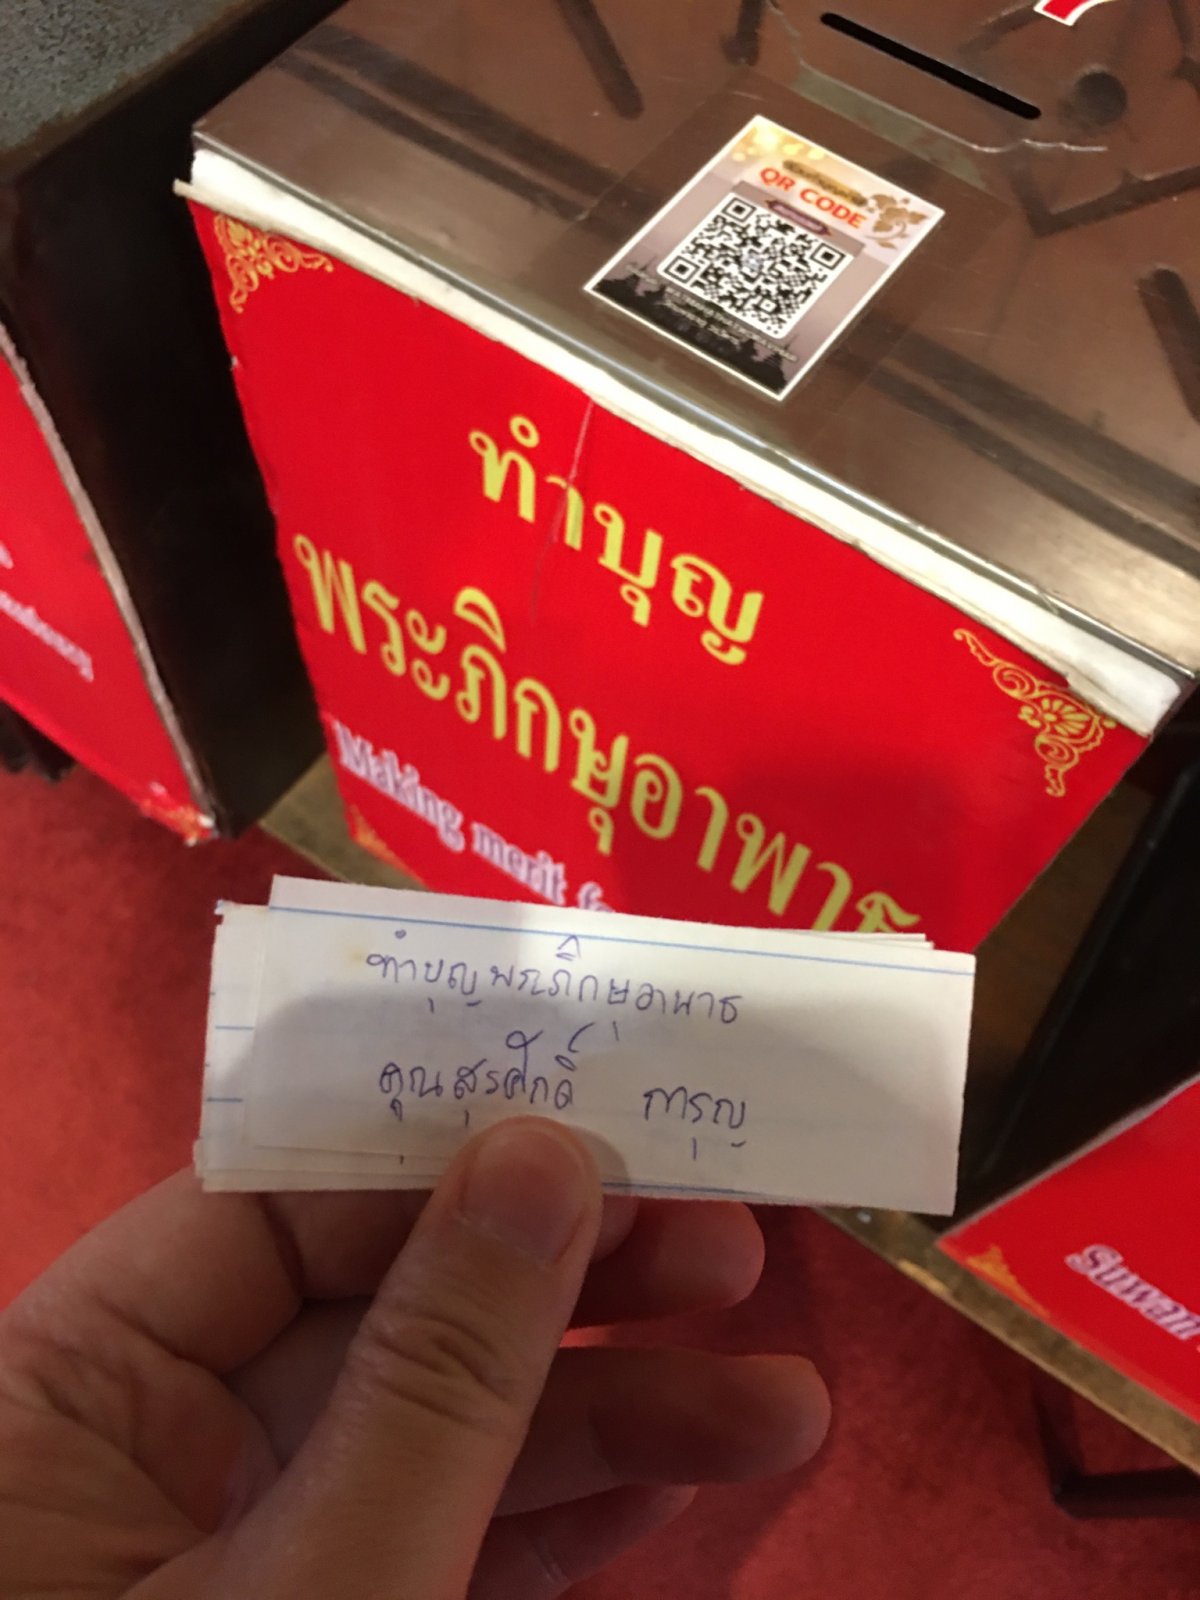 QR CODE
ทำบุญ
พระภิกษุอาพาธ
Making merit
ทำบุญพระภิกษุอาพาธ
คุณสุรศักดิ์ การุญ